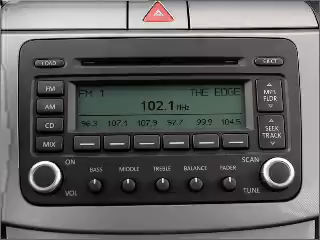 LOAD EJECT
FM 1 THE EDGE
102.1 MHz
96.3 107.1 107.9 97.7 99.9 104.5
FM
AM
CD
MIX
MP3 FLDR
SEEK TRACK
ON
VOL
BASS MIDDLE TREBLE BALANCE FADER
SCAN
TUNE